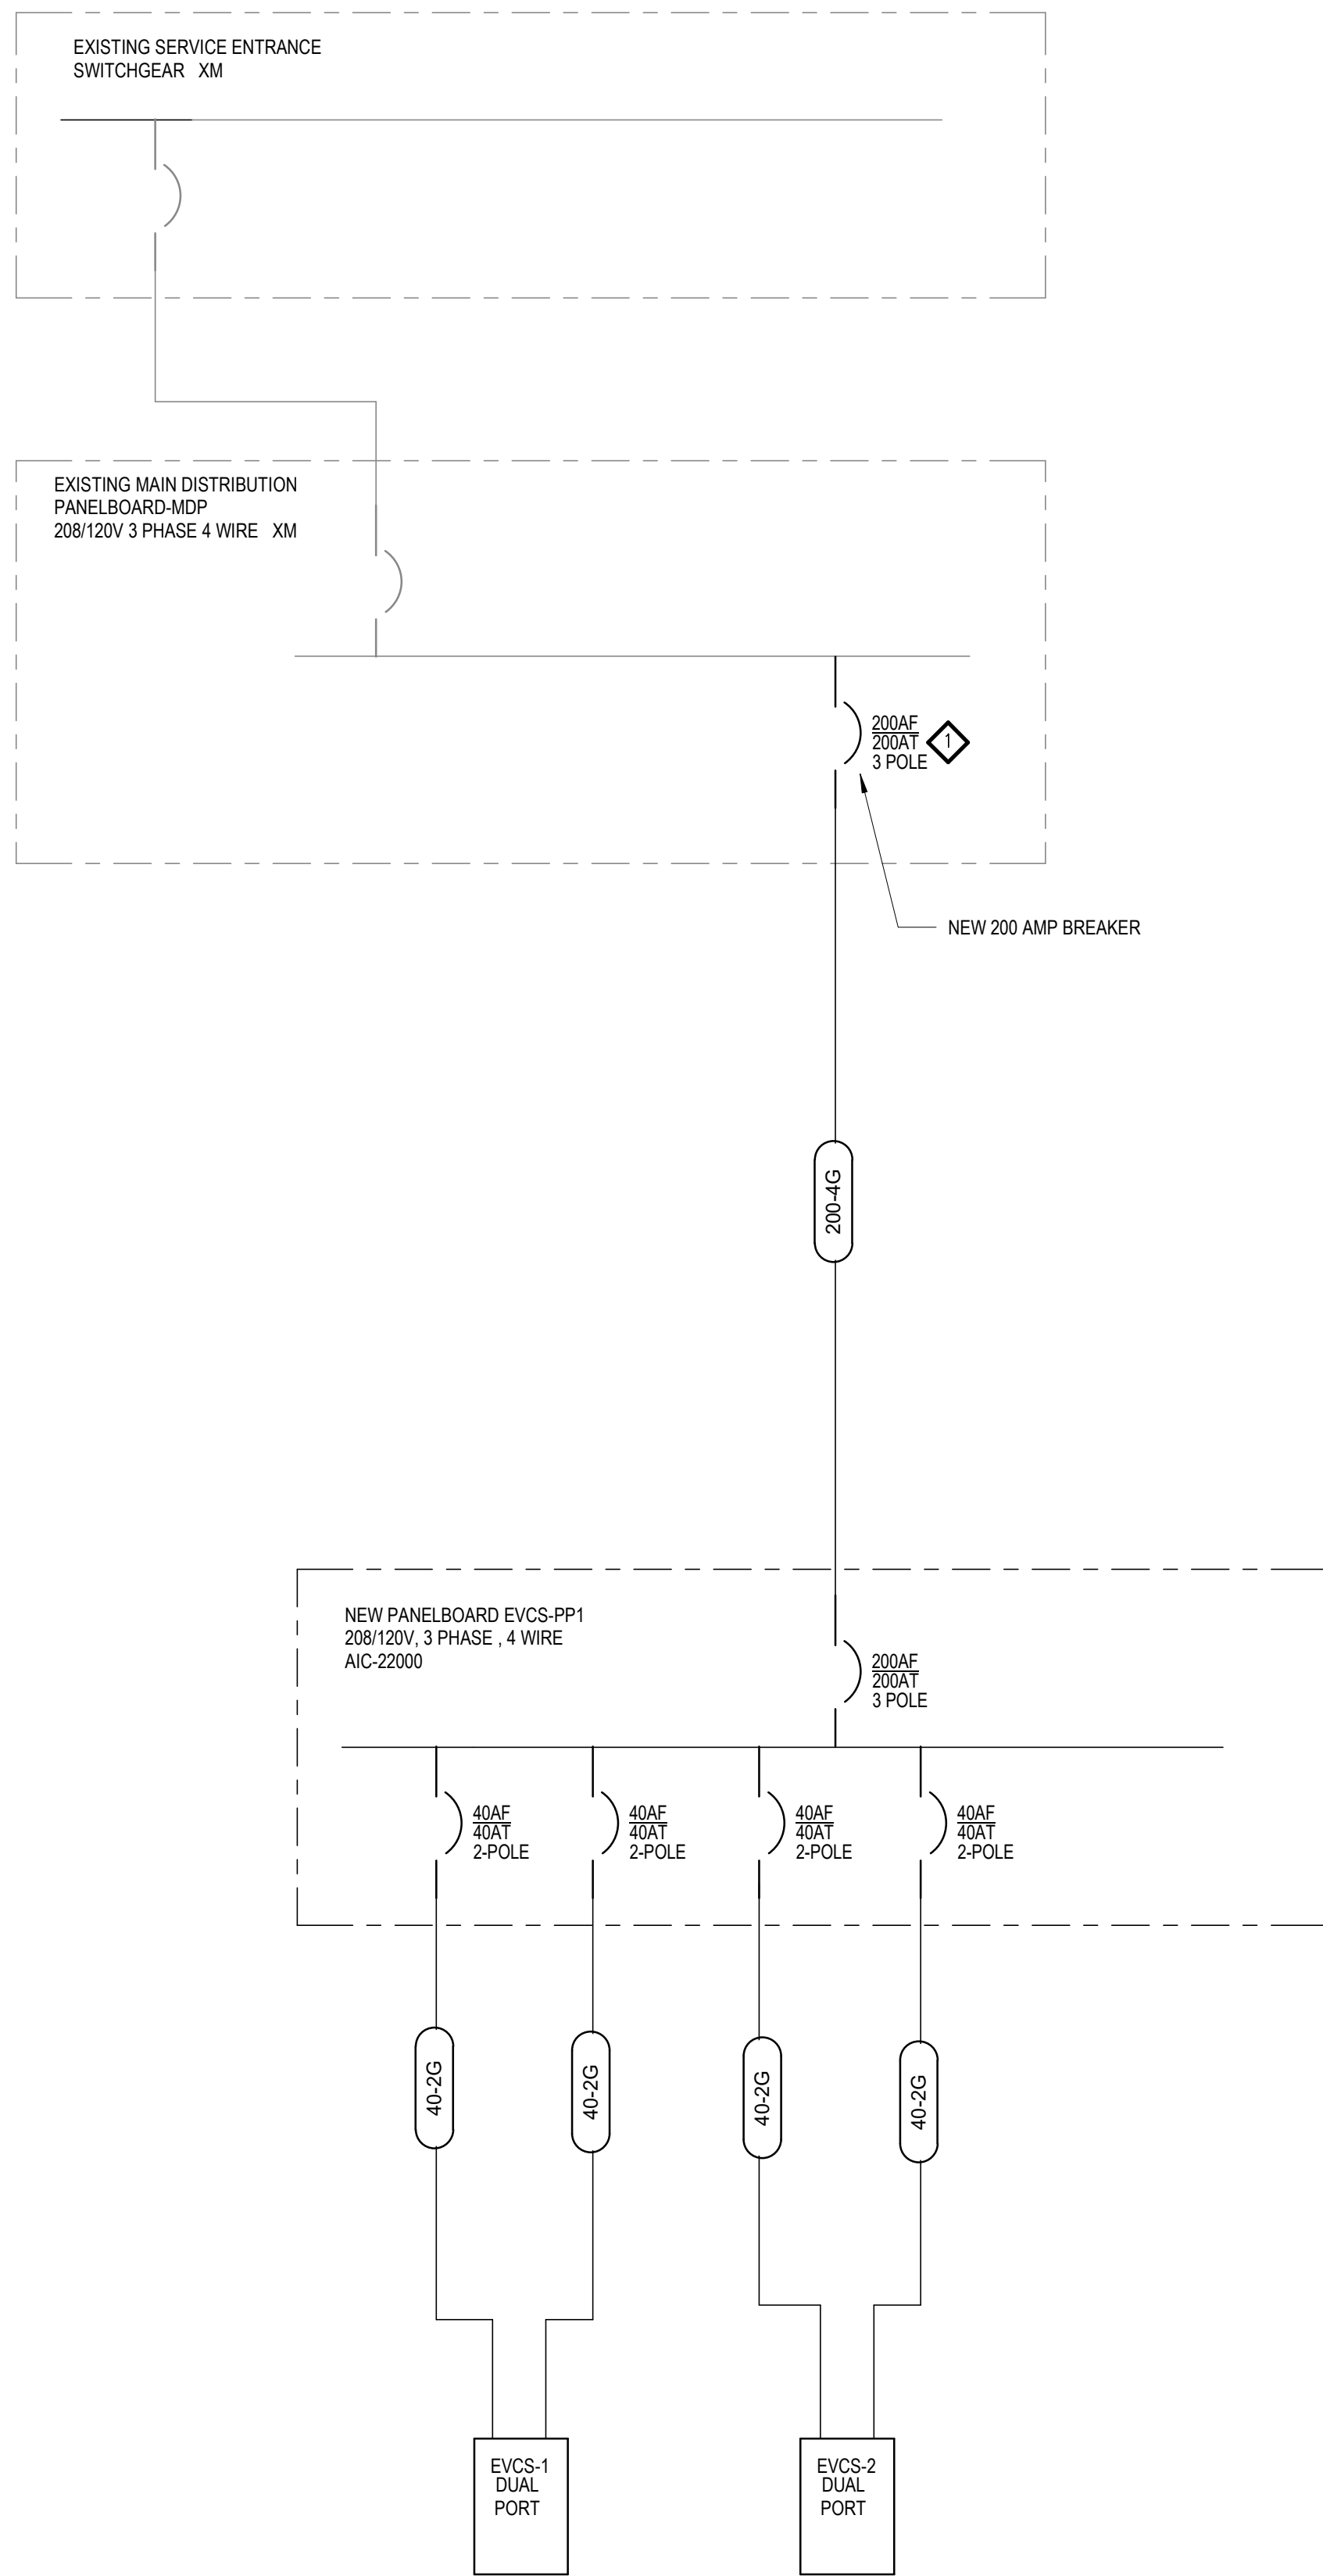 EXISTING SERVICE ENTRANCE
SWITCHGEAR XM
EXISTING MAIN DISTRIBUTION
PANELBOARD-MDP
208/120V 3 PHASE 4 WIRE XM
200AF
200AT
3 POLE
1
NEW 200 AMP BREAKER
200-4G
NEW PANELBOARD EVCS-PP1
208/120V, 3 PHASE , 4 WIRE
AIC-22000
200AF
200AT
3 POLE
40AF
40AT
2-POLE
40AF
40AT
2-POLE
40AF
40AT
2-POLE
40AF
40AT
2-POLE
40-2G
40-2G
40-2G
40-2G
EVCS-1
DUAL
PORT
EVCS-2
DUAL
PORT